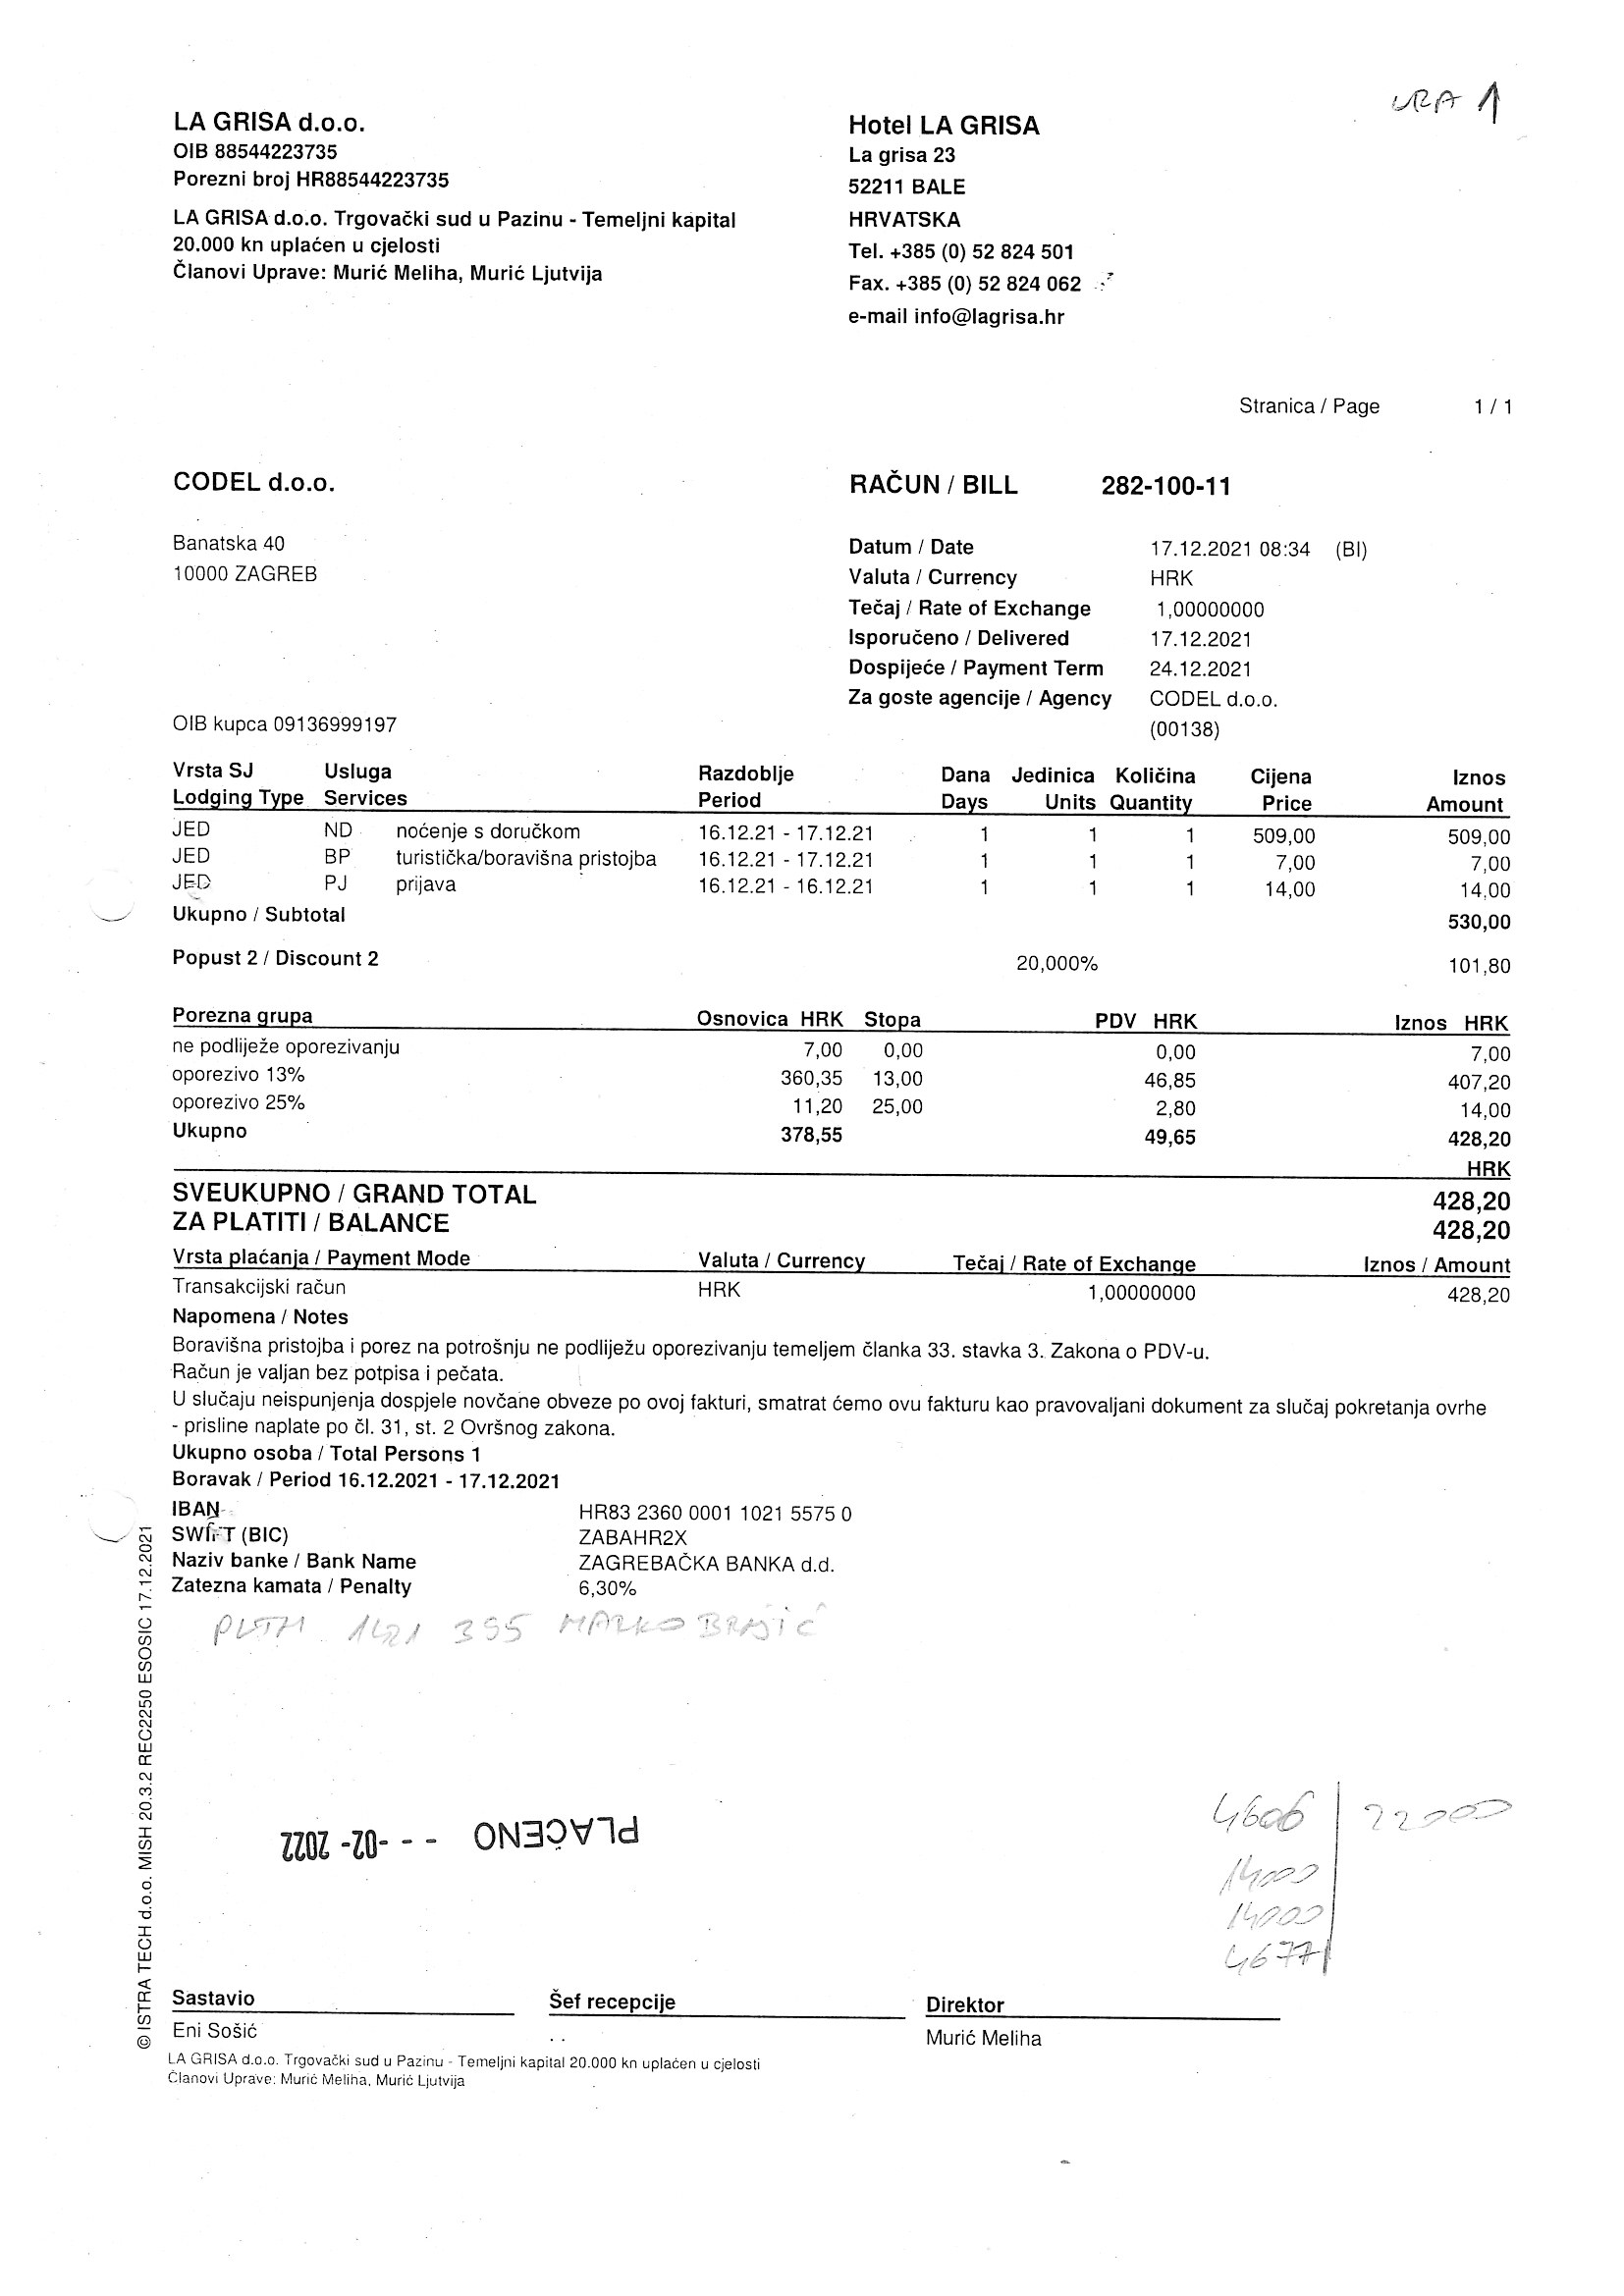 URA 1
LA GRISA d.o.o.
OIB 88544223735
Porezni broj HR88544223735
LA GRISA d.o.o. Trgovački sud u Pazinu - Temeljni kapital
20.000 kn uplaćen u cjelosti
Članovi Uprave: Murić Meliha, Murić Ljutvija
Hotel LA GRISA
La grisa 23
52211 BALE
HRVATSKA
Tel. +385 (0) 52 824 501
Fax. +385 (0) 52 824 062
e-mail info@lagrisa.hr
Stranica / Page 1 / 1
CODEL d.o.o.
Banatska 40
10000 ZAGREB
OIB kupca 09136999197
RAČUN / BILL 282-100-11
Datum / Date 17.12.2021 08:34 (BI)
Valuta / Currency HRK
Tečaj / Rate of Exchange 1,00000000
Isporučeno / Delivered 17.12.2021
Dospijeće / Payment Term 24.12.2021
Za goste agencije / Agency CODEL d.o.o.
(00138)
Vrsta SJ Usluga Razdoblje Dana Jedinica Količina Cijena Iznos
Lodging Type Services Period Days Units Quantity Price Amount
JED ND noćenje s doručkom 16.12.21 - 17.12.21 1 1 1 509,00 509,00
JED BP turistička/boravišna pristojba 16.12.21 - 17.12.21 1 1 1 7,00 7,00
JED PJ prijava 16.12.21 - 16.12.21 1 1 1 14,00 14,00
Ukupno / Subtotal 530,00
Popust 2 / Discount 2 20,000% 101,80
Porezna grupa Osnovica HRK Stopa PDV HRK Iznos HRK
ne podliježe oporezivanju 7,00 0,00 0,00 7,00
oporezivo 13% 360,35 13,00 46,85 407,20
oporezivo 25% 11,20 25,00 2,80 14,00
Ukupno 378,55 49,65 428,20
HRK
SVEUKUPNO / GRAND TOTAL 428,20
ZA PLATITI / BALANCE 428,20
Vrsta plaćanja / Payment Mode Valuta / Currency Tečaj / Rate of Exchange Iznos / Amount
Transakcijski račun HRK 1,00000000 428,20
Napomena / Notes
Boravišna pristojba i porez na potrošnju ne podliježu oporezivanju temeljem članka 33. stavka 3. Zakona o PDV-u.
Račun je valjan bez potpisa i pečata.
U slučaju neispunjenja dospjele novčane obveze po ovoj fakturi, smatrat ćemo ovu fakturu kao pravovaljani dokument za slučaj pokretanja ovrhe
- prisline naplate po čl. 31, st. 2 Ovršnog zakona.
Ukupno osoba / Total Persons 1
Boravak / Period 16.12.2021 - 17.12.2021
IBAN HR83 2360 0001 1021 5575 0
SWIFT (BIC) ZABAHR2X
Naziv banke / Bank Name ZAGREBAČKA BANKA d.d.
Zatezna kamata / Penalty 6,30%
395 MARKO BRAJIĆ
PLAĆENO - - -02- 2022
4606 22000
14000
14000
4677
© ISTRA TECH d.o.o. MISH 20.3.2 REC2250 ESOSIC 17.12.2021
Sastavio Šef recepcije Direktor
Eni Sošić . . Murić Meliha
LA GRISA d.o.o. Trgovački sud u Pazinu - Temeljni kapital 20.000 kn uplaćen u cjelosti
Članovi Uprave: Murić Meliha, Murić Ljutvija